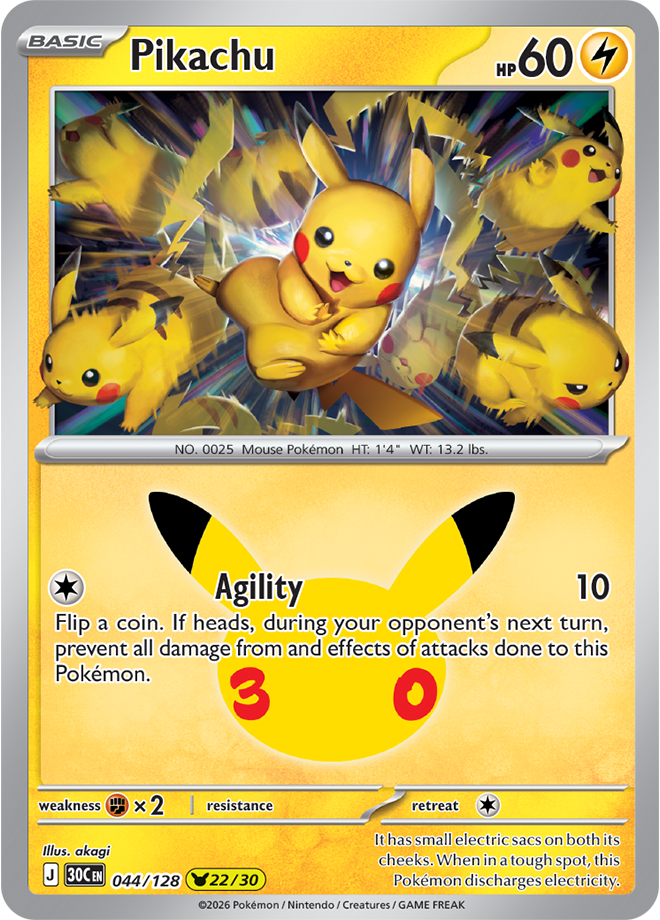 BASIC Pikachu HP 60
NO. 0025 Mouse Pokémon HT: 1'4" WT: 13.2 lbs.
Agility 10
Flip a coin. If heads, during your opponent's next turn,
prevent all damage from and effects of attacks done to this
Pokémon.
3 0
weakness ×2 resistance retreat
Illus. akagi
J 30C EN 044/128 22/30
It has small electric sacs on both its
cheeks. When in a tough spot, this
Pokémon discharges electricity.
©2026 Pokémon / Nintendo / Creatures / GAME FREAK